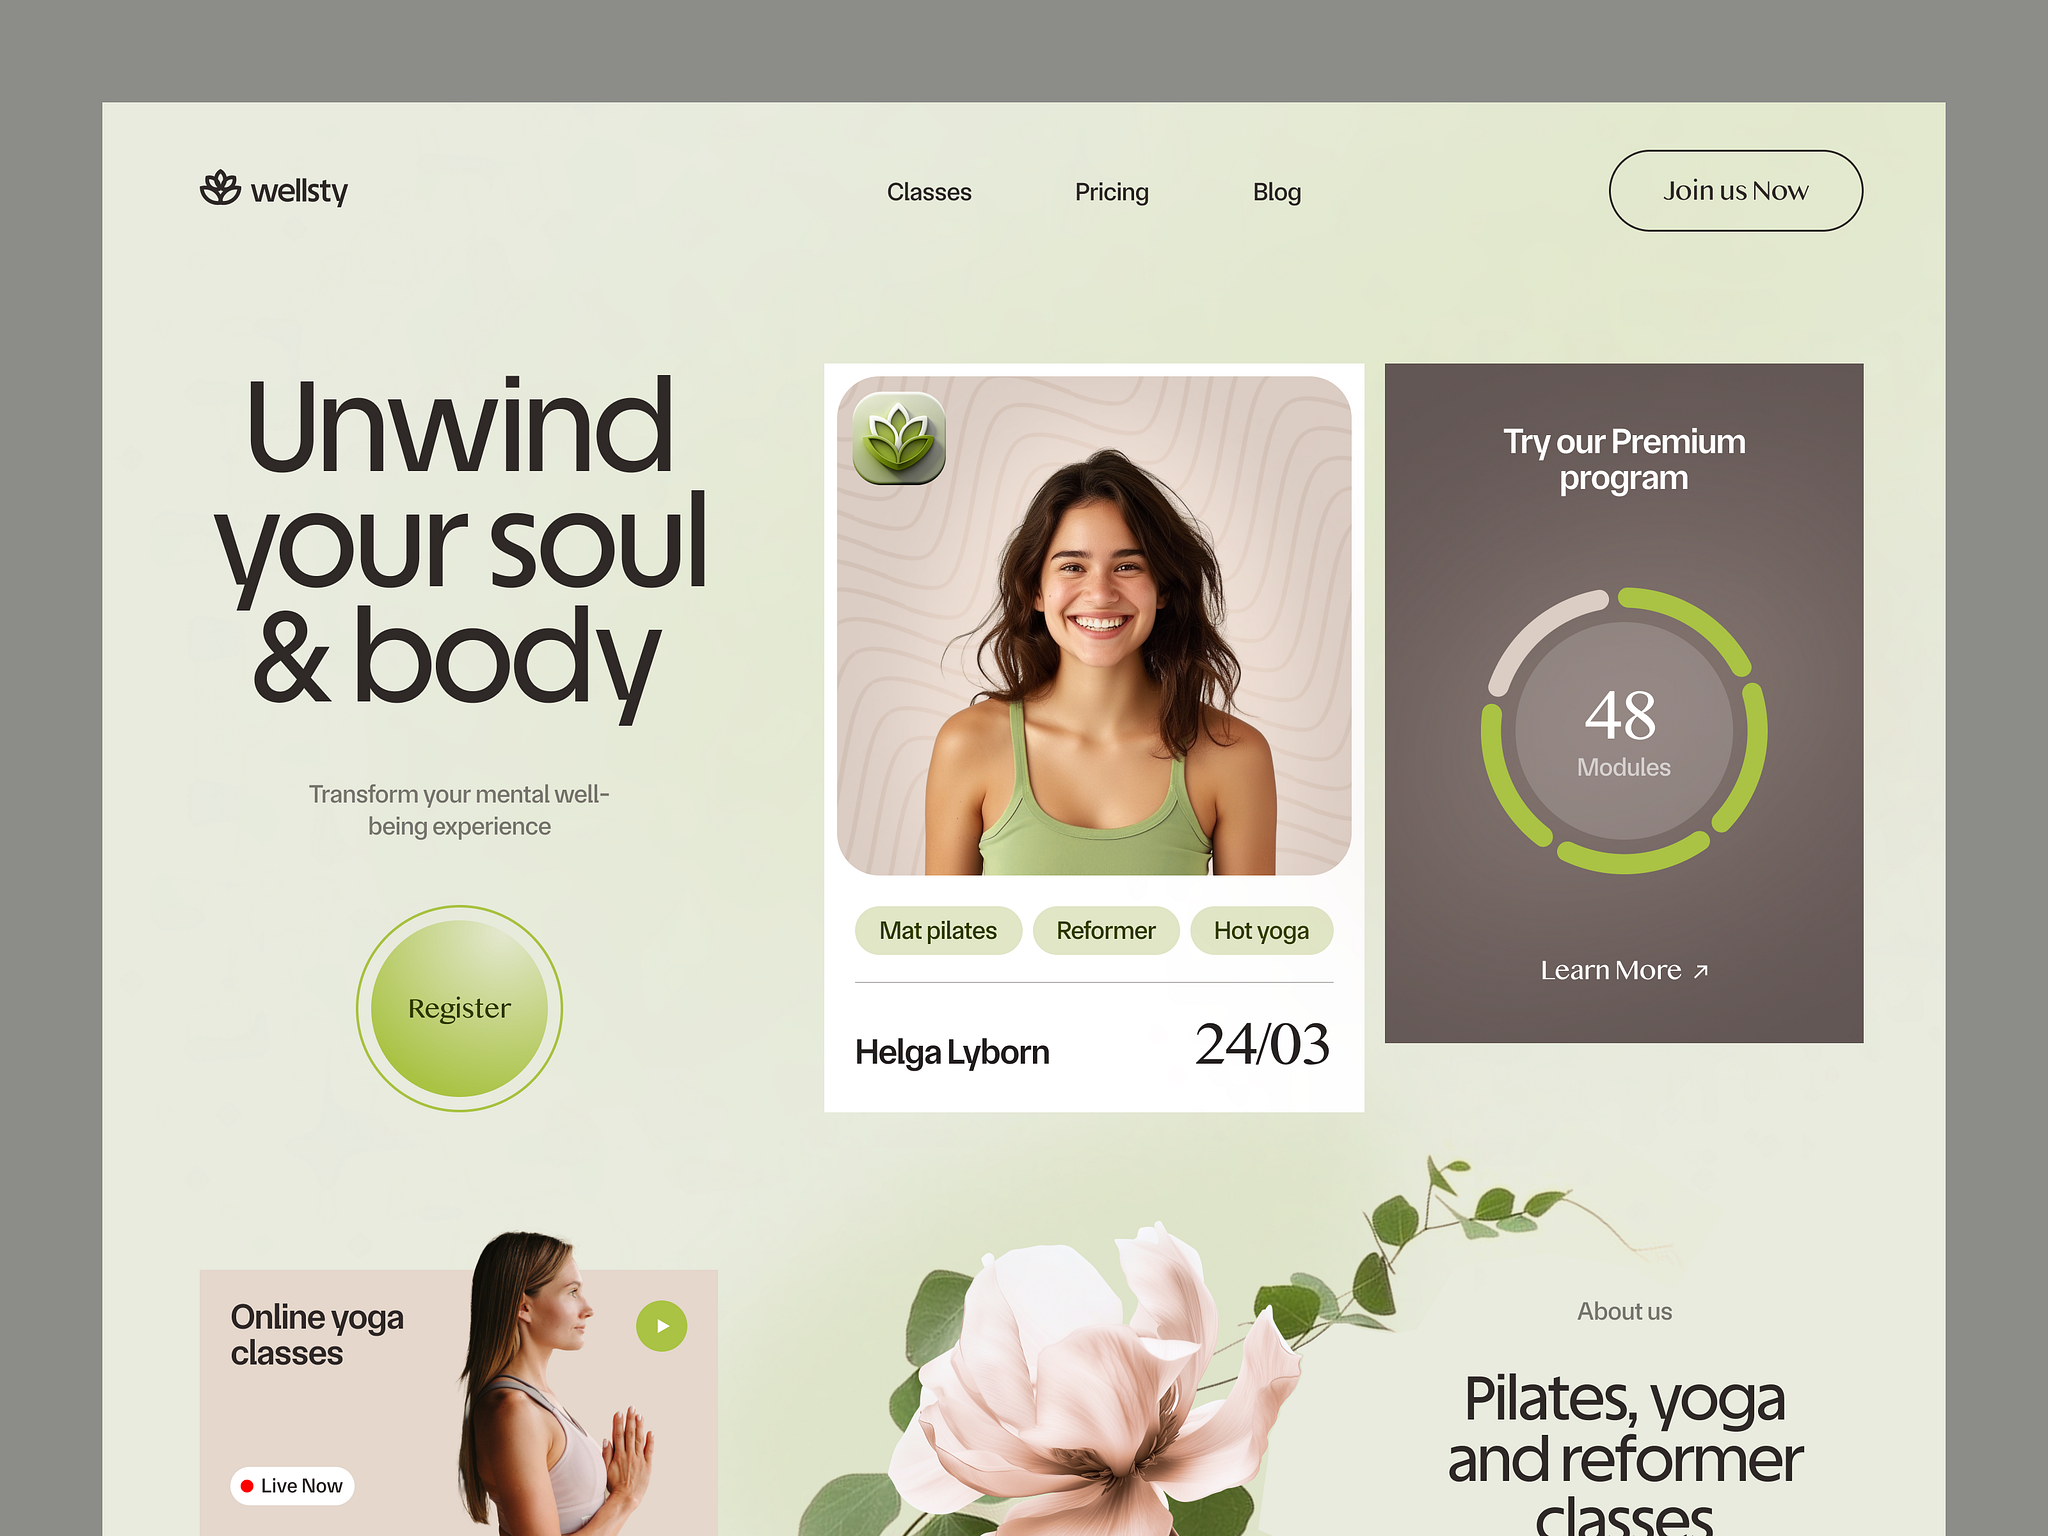 wellsty
Classes
Pricing
Blog
Join us Now
Unwind
your soul
& body
Transform your mental well-
being experience
Register
Mat pilates
Reformer
Hot yoga
Helga Lyborn
24/03
Try our Premium
program
48
Modules
Learn More ↗
Online yoga
classes
Live Now
About us
Pilates, yoga
and reformer
classes